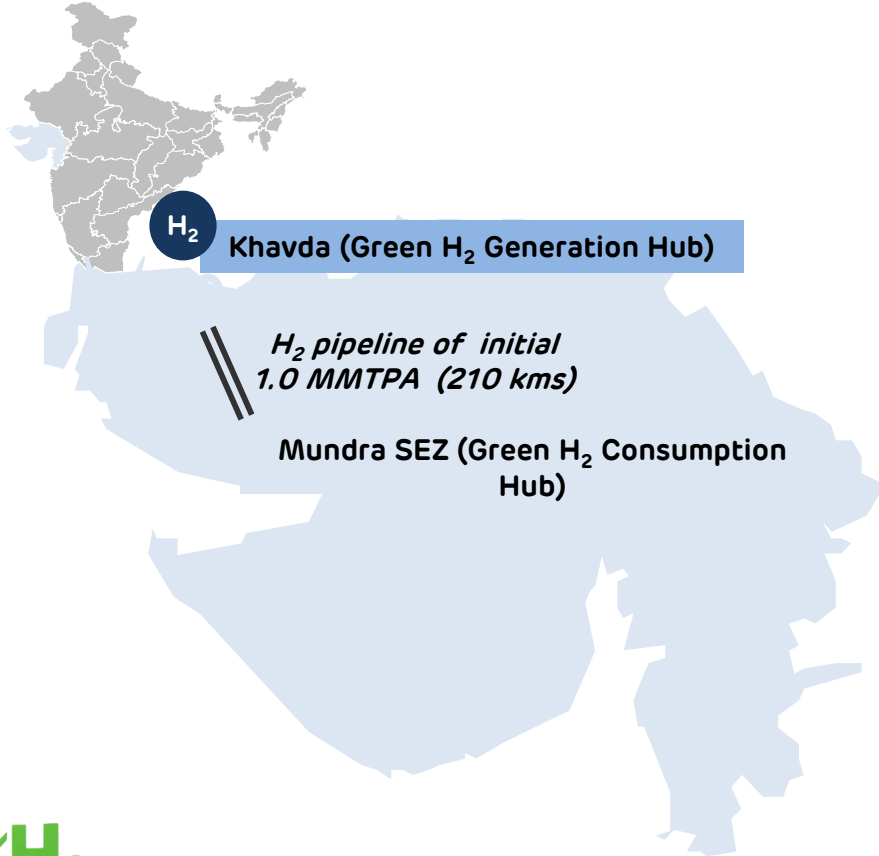 H₂
Khavda (Green H₂ Generation Hub)
H₂ pipeline of initial
1.0 MMTPA (210 kms)
Mundra SEZ (Green H₂ Consumption
Hub)
H